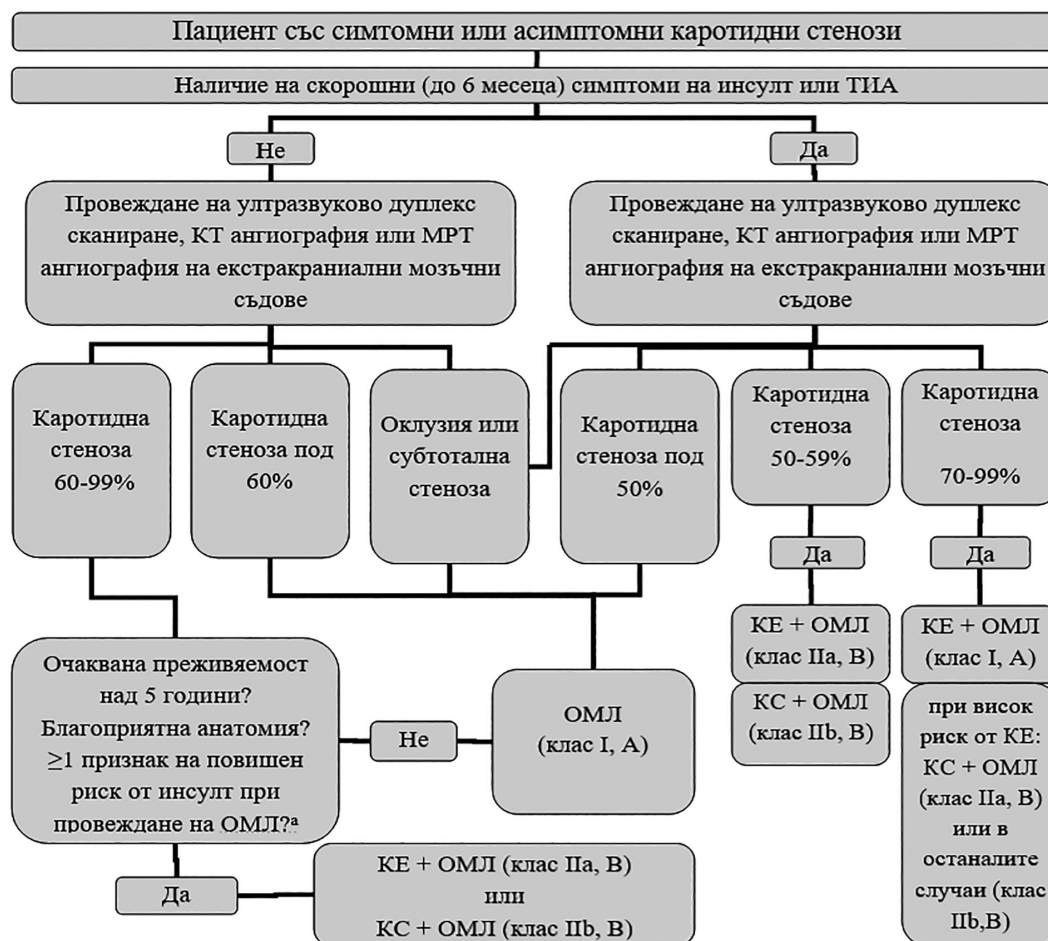 Пациент със симтомни или асимптомни каротидни стенози
Наличие на скорошни (до 6 месеца) симптоми на инсулт или ТИА
Не
Да
Провеждане на ултразвуково дуплекс
сканиране, КТ ангиография или МРТ
ангиография на екстракраниални мозъчни
съдове
Провеждане на ултразвуково дуплекс
сканиране, КТ ангиография или МРТ
ангиография на екстракраниални мозъчни
съдове
Каротидна
стеноза
60-99%
Каротидна
стеноза под
60%
Оклузия или
субтотална
стеноза
Каротидна
стеноза под
50%
Каротидна
стеноза
50-59%
Каротидна
стеноза
70-99%
Да
Да
КЕ + ОМЛ
(клас IIa, B)
КС + ОМЛ
(клас IIb, B)
КЕ + ОМЛ
(клас I, A)
при висок
риск от КЕ:
КС + ОМЛ
(клас IIa, B)
или в
останалите
случаи (клас
IIb,B)
Очаквана преживяемост
над 5 години?
Благоприятна анатомия?
≥1 признак на повишен
риск от инсулт при
провеждане на ОМЛ?ª
Не
ОМЛ
(клас I, A)
Да
КЕ + ОМЛ (клас IIa, B)
или
КС + ОМЛ (клас IIb, B)